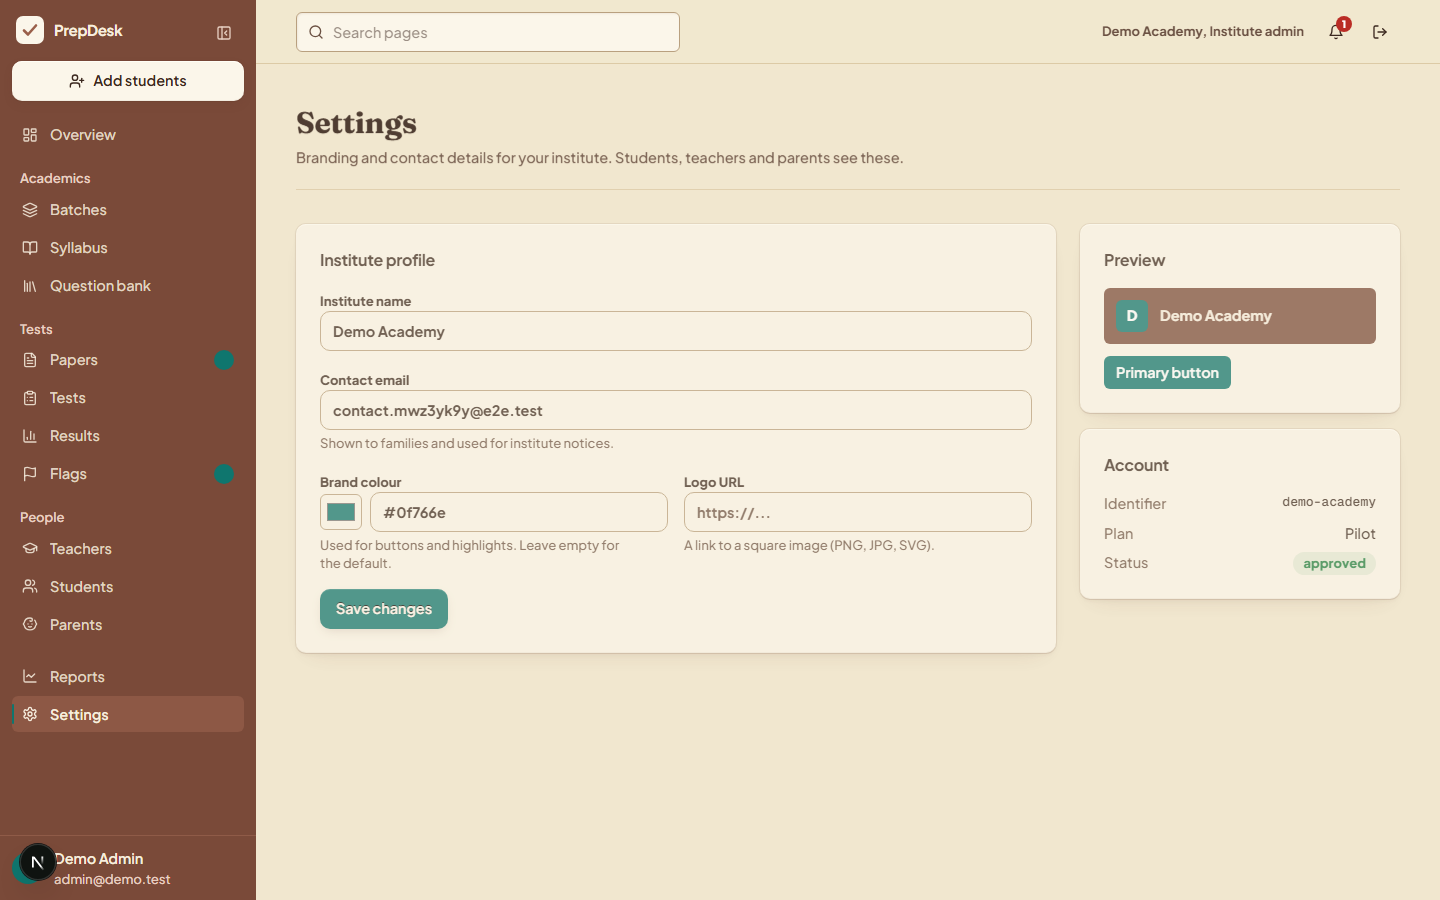 PrepDesk
Add students
Overview
Academics
Batches
Syllabus
Question bank
Tests
Papers
Tests
Results
Flags
People
Teachers
Students
Parents
Reports
Settings
N
Demo Admin
admin@demo.test
Search pages
Demo Academy, Institute admin
1
Settings
Branding and contact details for your institute. Students, teachers and parents see these.
Institute profile
Institute name
Demo Academy
Contact email
contact.mwz3yk9y@e2e.test
Shown to families and used for institute notices.
Brand colour
#0f766e
Used for buttons and highlights. Leave empty for
the default.
Logo URL
https://...
A link to a square image (PNG, JPG, SVG).
Save changes
Preview
D
Demo Academy
Primary button
Account
Identifier demo-academy
Plan Pilot
Status approved